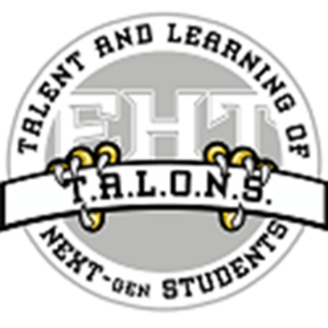 TALENT AND LEARNING OF
EHT
T.A.L.O.N.S.
NEXT-GEN STUDENTS